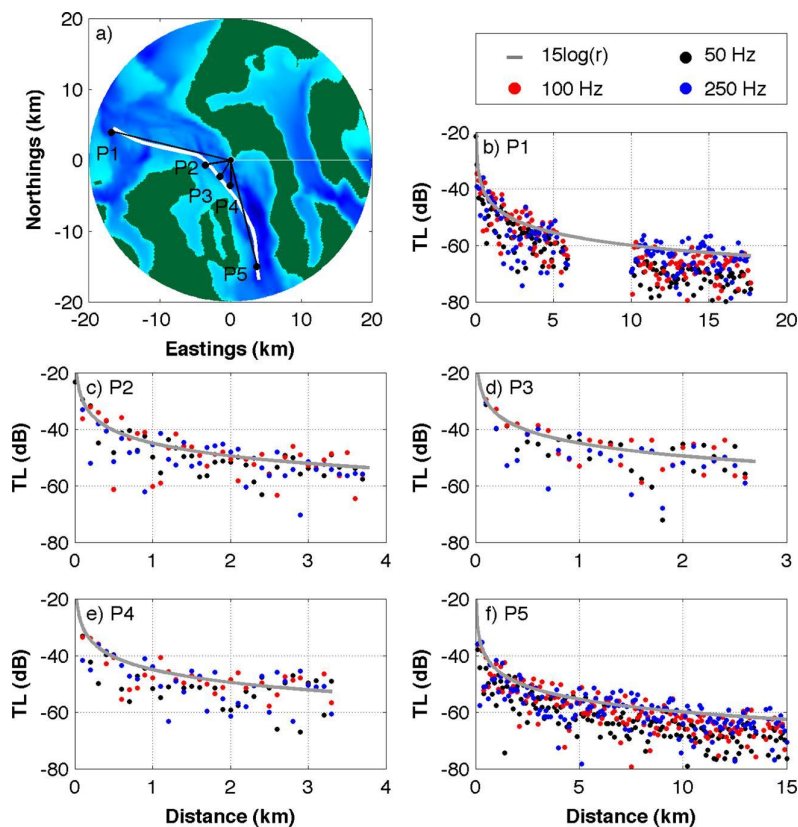 a)
20
10
0
-10
-20
Northings (km)
P1
P2
P3
P4
P5
-20 -10 0 10 20
Eastings (km)
15log(r) 50 Hz
100 Hz 250 Hz
b) P1
-20
-40
-60
-80
TL (dB)
0 5 10 15 20
c) P2
-20
-40
-60
-80
TL (dB)
0 1 2 3 4
d) P3
-20
-40
-60
-80
TL (dB)
0 1 2 3
e) P4
-20
-40
-60
-80
TL (dB)
0 1 2 3 4
Distance (km)
f) P5
-20
-40
-60
-80
TL (dB)
0 5 10 15
Distance (km)